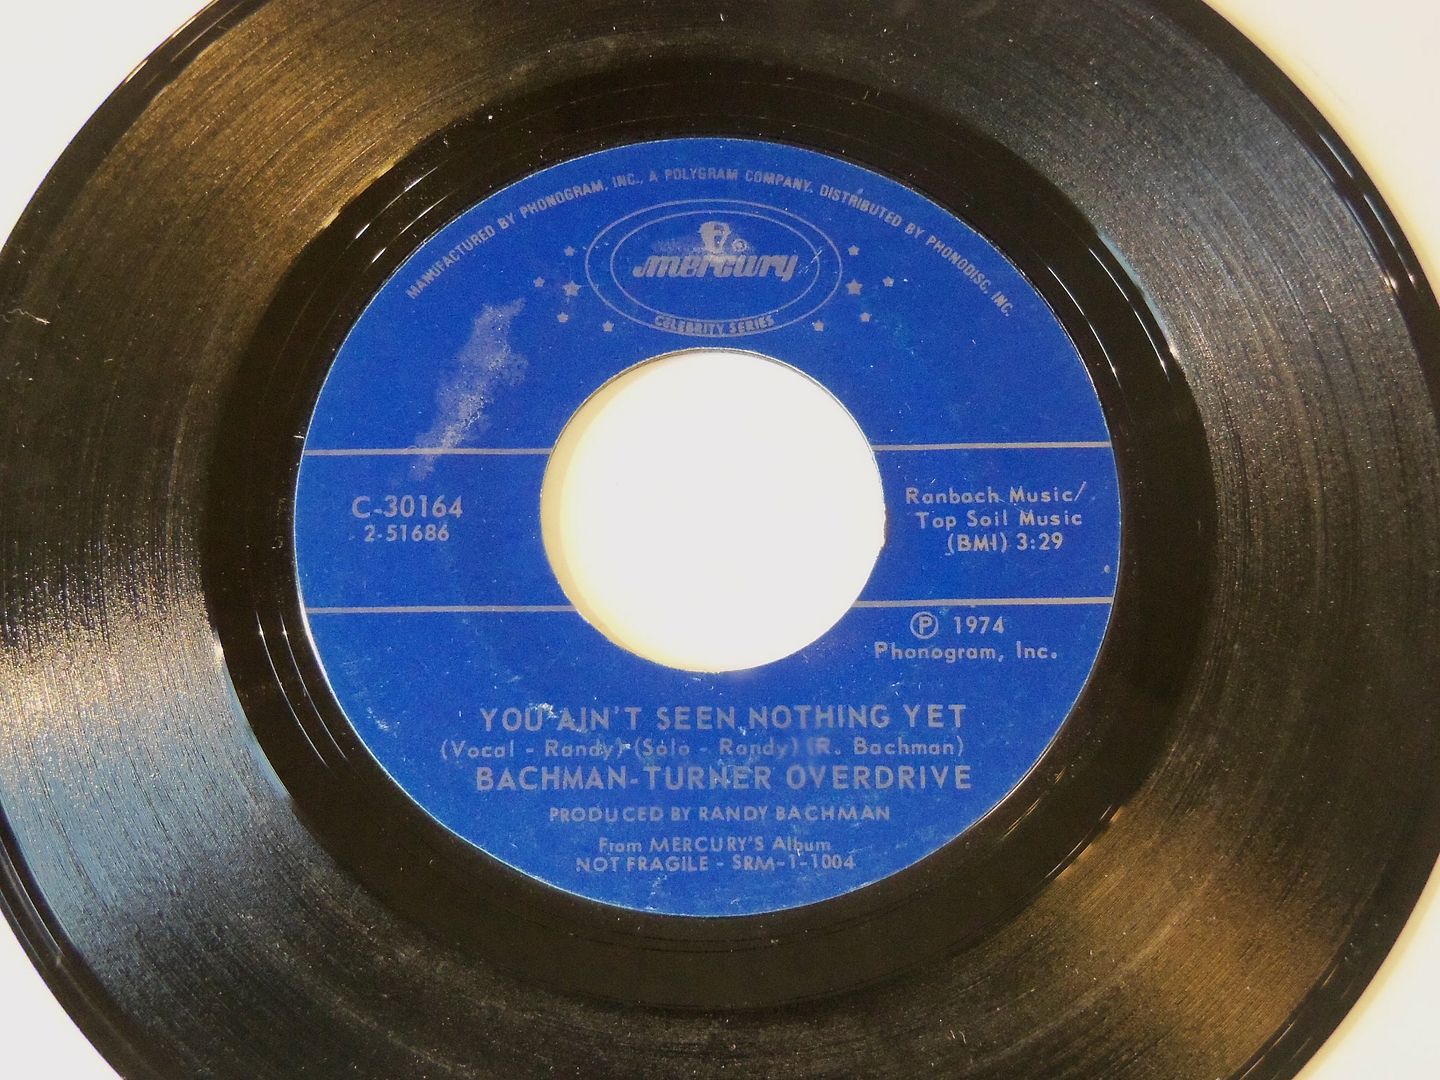 MANUFACTURED BY PHONOGRAM, INC., A POLYGRAM COMPANY. DISTRIBUTED BY PHONODISC, INC.
mercury ®
CELEBRITY SERIES
C-30164
2-51686
Ranbach Music/
Top Soil Music
(BMI) 3:29
Ⓟ 1974
Phonogram, Inc.
YOU AIN'T SEEN NOTHING YET
(Vocal - Randy) (Solo - Randy) (R. Bachman)
BACHMAN-TURNER OVERDRIVE
PRODUCED BY RANDY BACHMAN
From MERCURY'S Album
NOT FRAGILE - SRM-1-1004